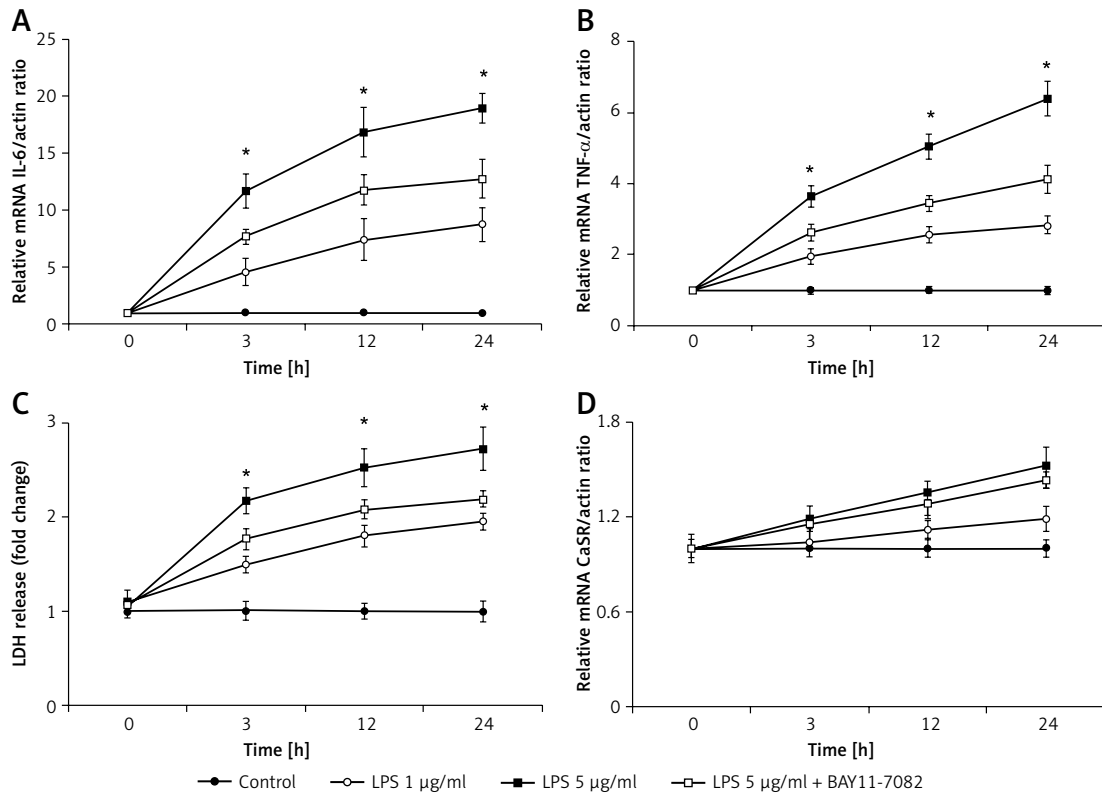 A
Relative mRNA IL-6/actin ratio
25
20
15
10
5
0
*
*
*
0 3 12 24
Time [h]
B
Relative mRNA TNF-α/actin ratio
8
6
4
2
0
*
*
*
0 3 12 24
Time [h]
C
LDH release (fold change)
3
2
1
0
*
*
*
0 3 12 24
Time [h]
D
Relative mRNA CaSR/actin ratio
1.8
1.2
0.6
0
0 3 12 24
Time [h]
Control LPS 1 µg/ml LPS 5 µg/ml LPS 5 µg/ml + BAY11-7082